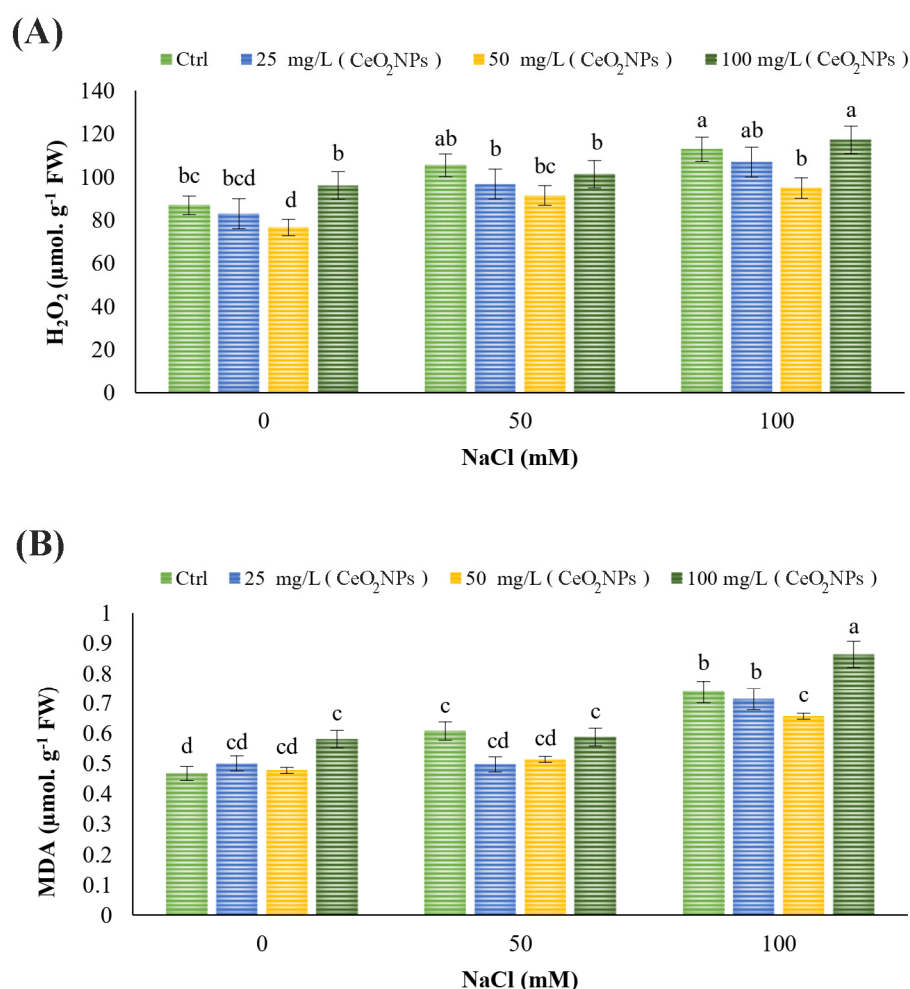 (A)
Ctrl 25 mg/L ( CeO₂NPs ) 50 mg/L ( CeO₂NPs ) 100 mg/L ( CeO₂NPs )
H₂O₂ (µmol. g⁻¹ FW)
140
120
100
80
60
40
20
0
bc bcd d b ab b bc b a ab b a
0 50 100
NaCl (mM)
(B)
Ctrl 25 mg/L ( CeO₂NPs ) 50 mg/L ( CeO₂NPs ) 100 mg/L ( CeO₂NPs )
MDA (µmol. g⁻¹ FW)
1
0.9
0.8
0.7
0.6
0.5
0.4
0.3
0.2
0.1
0
d cd cd c c cd cd c b b c a
0 50 100
NaCl (mM)